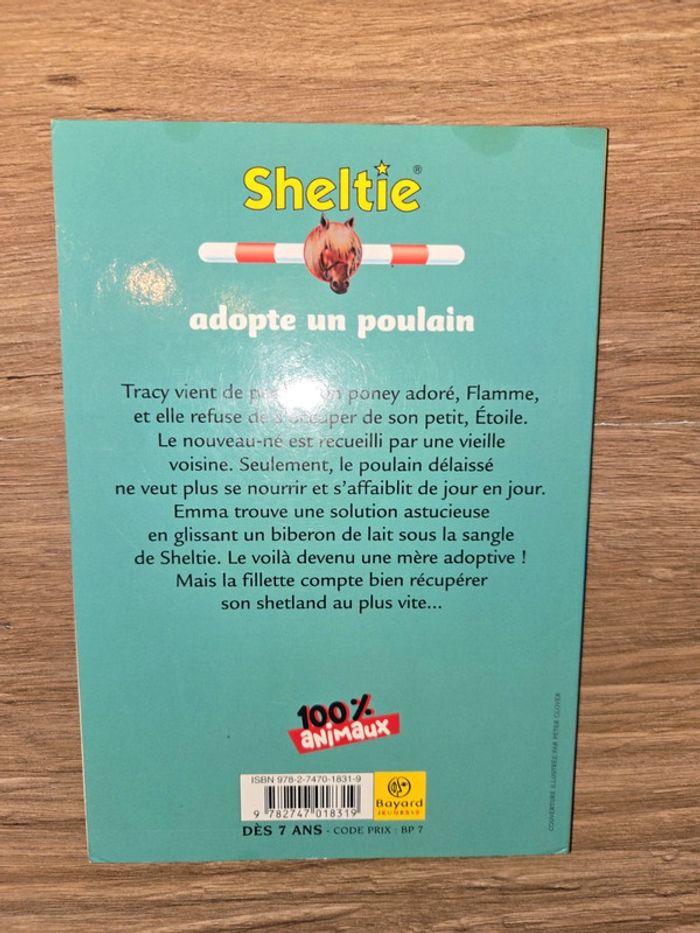 Sheltie®
adopte un poulain
Tracy vient de perdre son poney adoré, Flamme,
et elle refuse de s'occuper de son petit, Étoile.
Le nouveau-né est recueilli par une vieille
voisine. Seulement, le poulain délaissé
ne veut plus se nourrir et s'affaiblit de jour en jour.
Emma trouve une solution astucieuse
en glissant un biberon de lait sous la sangle
de Sheltie. Le voilà devenu une mère adoptive !
Mais la fillette compte bien récupérer
son shetland au plus vite...
100%
animaux
ISBN 978-2-7470-1831-9
9 782747 018319
Bayard
JEUNESSE
DÈS 7 ANS - CODE PRIX : BP 7
COUVERTURE ILLUSTRÉE PAR PETER CLOVER